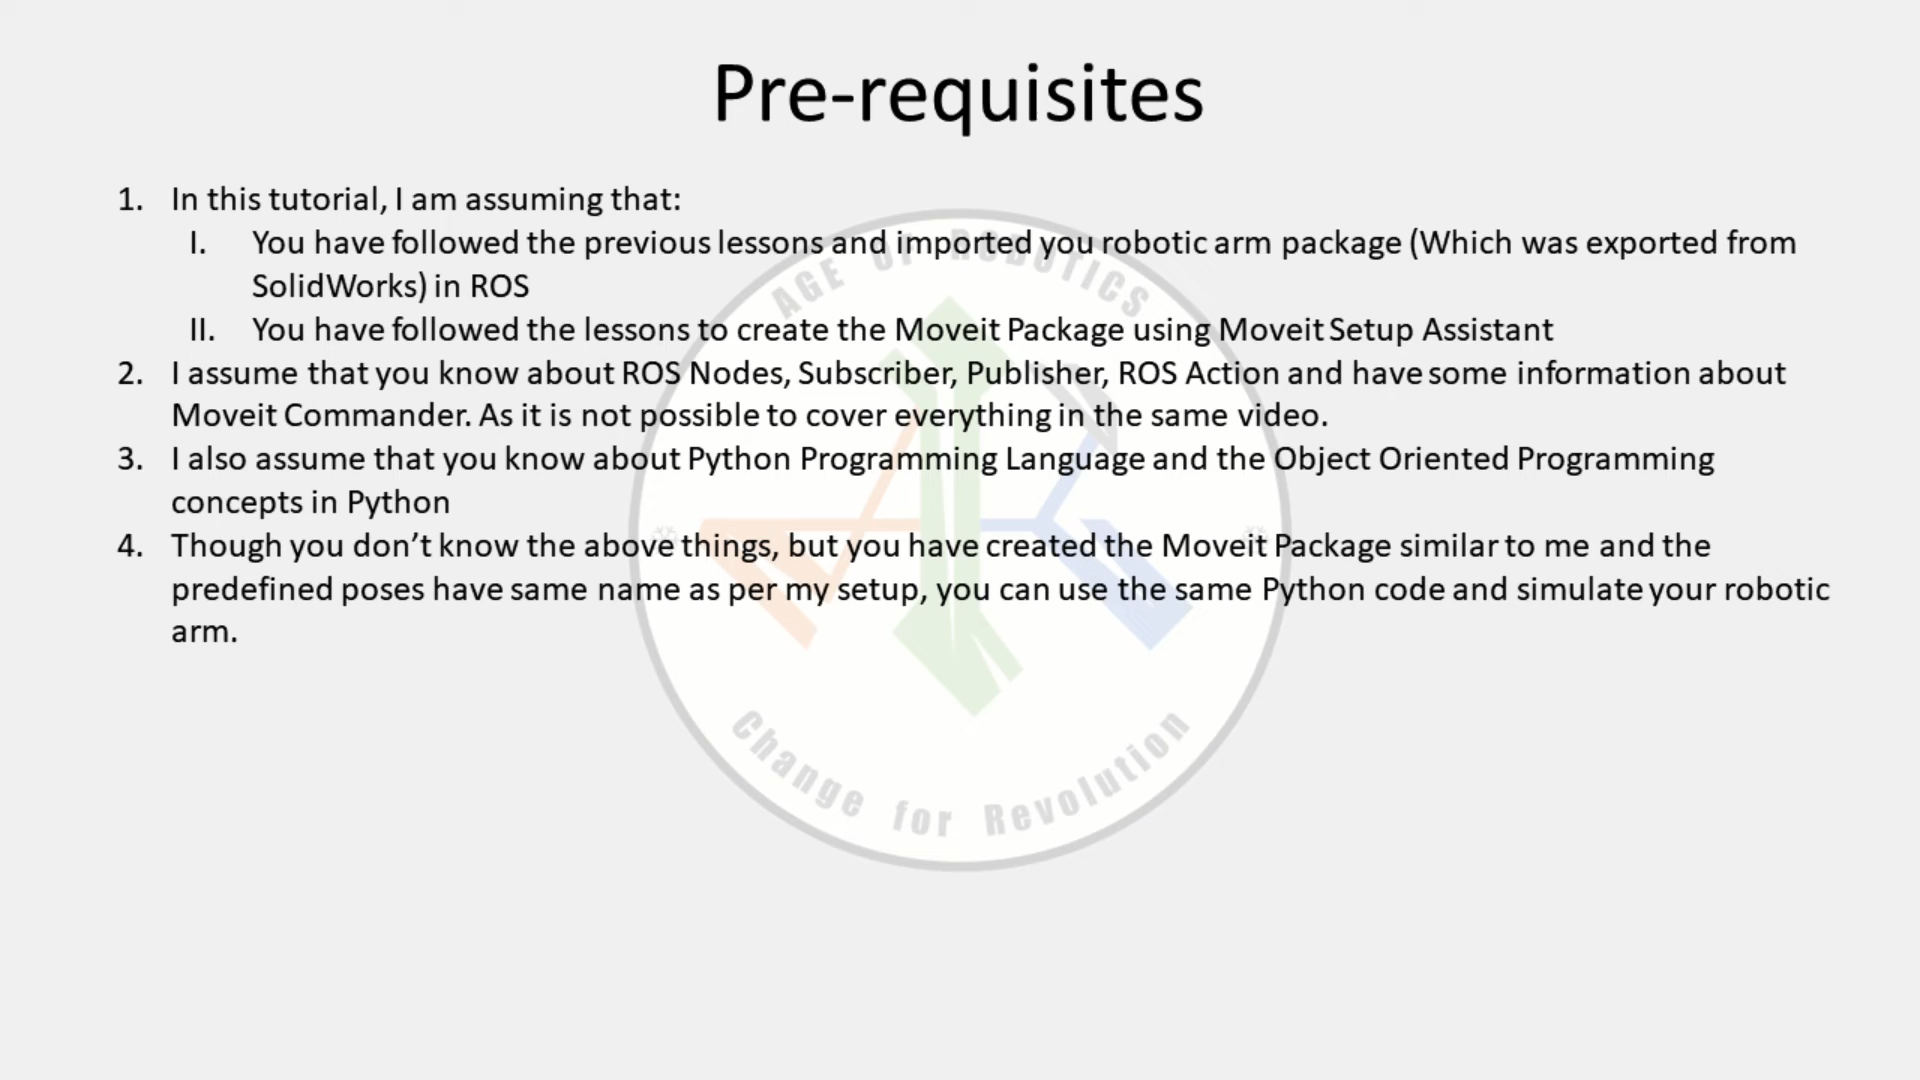 Pre-requisites
1. In this tutorial, I am assuming that:
I. You have followed the previous lessons and imported you robotic arm package (Which was exported from
SolidWorks) in ROS
II. You have followed the lessons to create the Moveit Package using Moveit Setup Assistant
2. I assume that you know about ROS Nodes, Subscriber, Publisher, ROS Action and have some information about
Moveit Commander. As it is not possible to cover everything in the same video.
3. I also assume that you know about Python Programming Language and the Object Oriented Programming
concepts in Python
4. Though you don’t know the above things, but you have created the Moveit Package similar to me and the
predefined poses have same name as per my setup, you can use the same Python code and simulate your robotic
arm.
AGE OF ROBOTICS
Change for Revolution